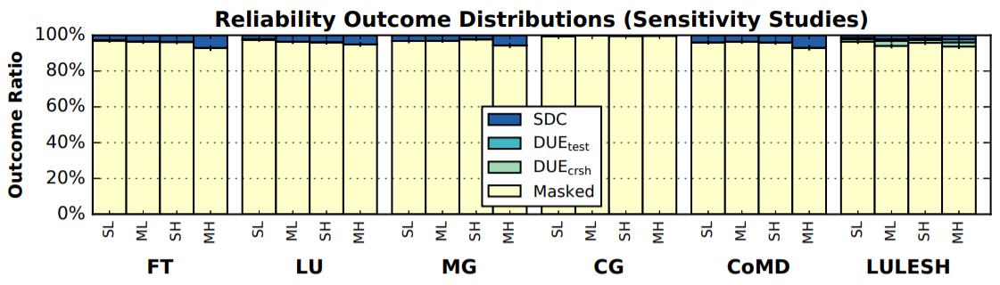 Reliability Outcome Distributions (Sensitivity Studies)
Outcome Ratio
100%
80%
60%
40%
20%
0%
SDC
DUEtest
DUEcrsh
Masked
SL ML SH MH SL ML SH MH SL ML SH MH SL ML SH MH SL ML SH MH SL ML SH MH
FT LU MG CG CoMD LULESH